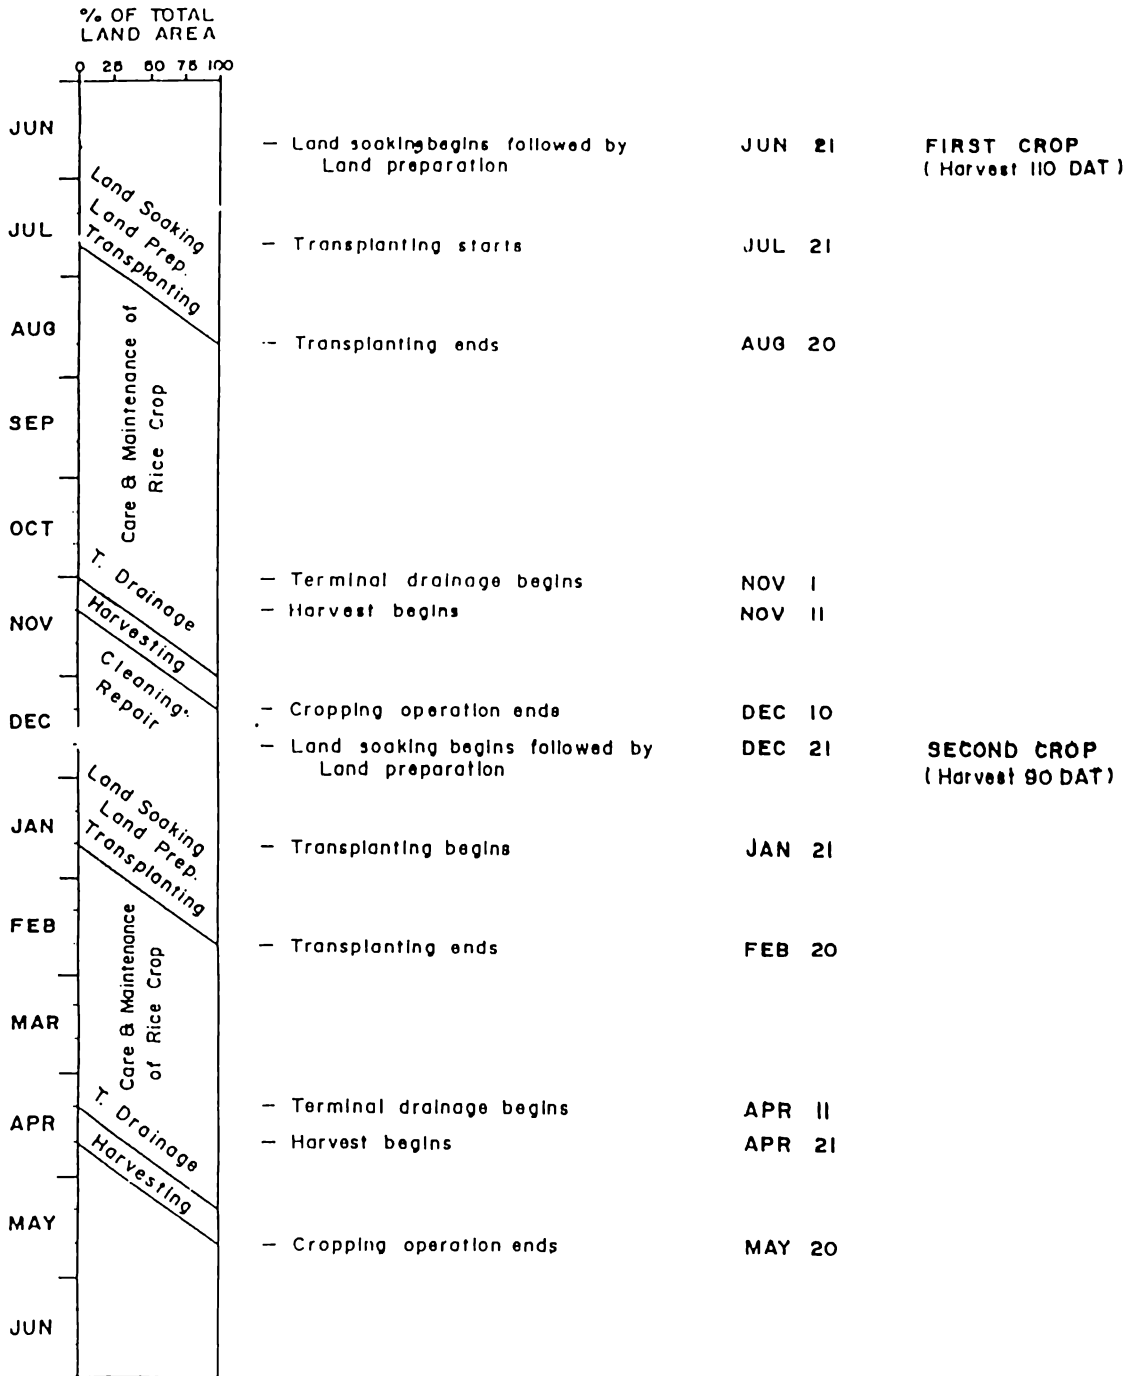 % OF TOTAL
LAND AREA
0 25 50 75 100
JUN
— Land soaking begins followed by JUN 21 FIRST CROP
Land preparation ( Harvest 110 DAT )
Land Soaking
Land Prep.
Transplanting
JUL
— Transplanting starts JUL 21
AUG
— Transplanting ends AUG 20
Care & Maintenance of
Rice Crop
SEP
OCT
T. Drainage
— Terminal drainage begins NOV 1
Harvesting
— Harvest begins NOV 11
NOV
Cleaning
Repair
— Cropping operation ends DEC 10
DEC
— Land soaking begins followed by DEC 21 SECOND CROP
Land preparation ( Harvest 90 DAT )
Land Soaking
Land Prep.
Transplanting
JAN
— Transplanting begins JAN 21
FEB
— Transplanting ends FEB 20
Care & Maintenance
of Rice Crop
MAR
T. Drainage
— Terminal drainage begins APR 11
APR
Harvesting
— Harvest begins APR 21
MAY
— Cropping operation ends MAY 20
JUN